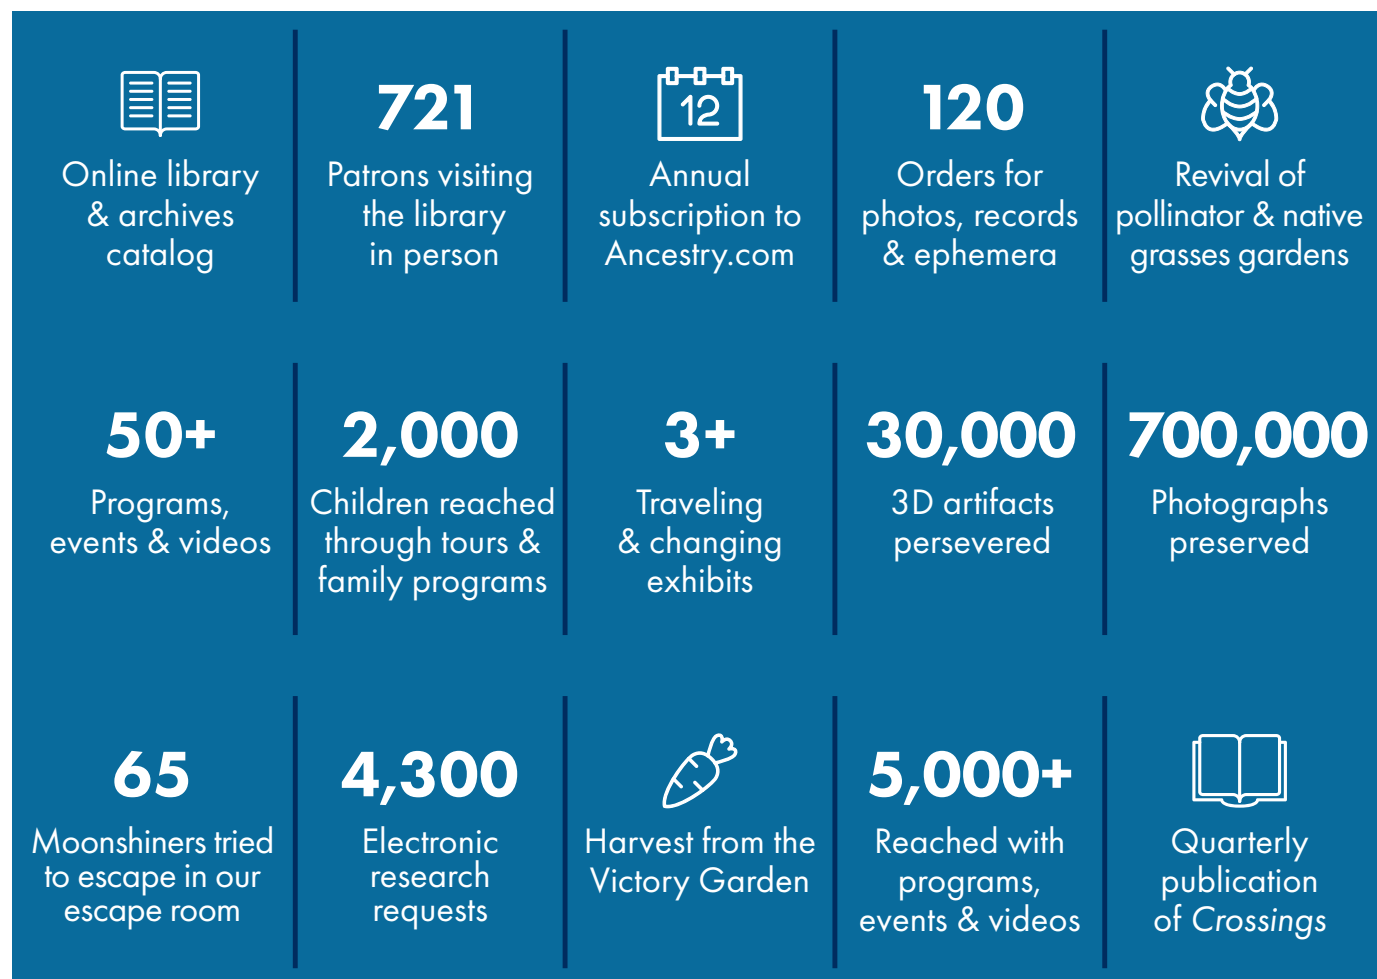 Online library
& archives
catalog
721
Patrons visiting
the library
in person
12
Annual
subscription to
Ancestry.com
120
Orders for
photos, records
& ephemera
Revival of
pollinator & native
grasses gardens
50+
Programs,
events & videos
2,000
Children reached
through tours &
family programs
3+
Traveling
& changing
exhibits
30,000
3D artifacts
persevered
700,000
Photographs
preserved
65
Moonshiners tried
to escape in our
escape room
4,300
Electronic
research
requests
Harvest from the
Victory Garden
5,000+
Reached with
programs,
events & videos
Quarterly
publication
of Crossings